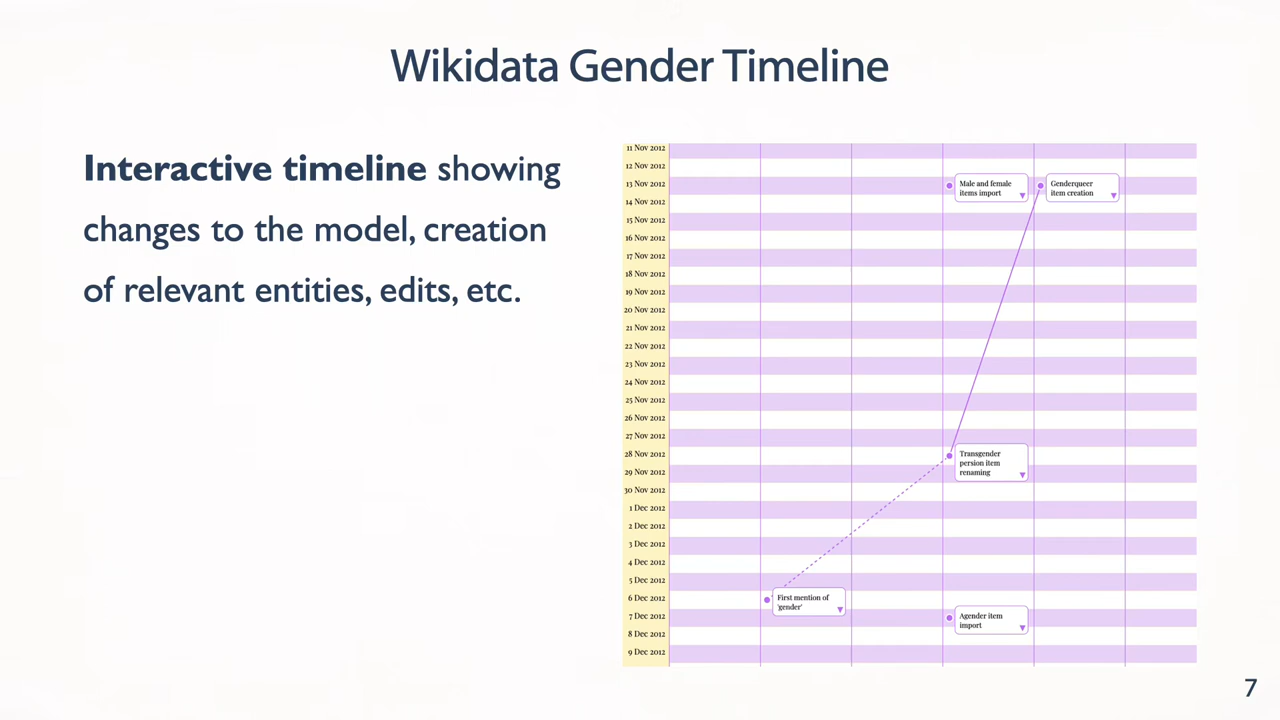 Wikidata Gender Timeline
Interactive timeline showing
changes to the model, creation
of relevant entities, edits, etc.
11 Nov 2012
12 Nov 2012
13 Nov 2012
14 Nov 2012
15 Nov 2012
16 Nov 2012
17 Nov 2012
18 Nov 2012
19 Nov 2012
20 Nov 2012
21 Nov 2012
22 Nov 2012
23 Nov 2012
24 Nov 2012
25 Nov 2012
26 Nov 2012
27 Nov 2012
28 Nov 2012
29 Nov 2012
30 Nov 2012
1 Dec 2012
2 Dec 2012
3 Dec 2012
4 Dec 2012
5 Dec 2012
6 Dec 2012
7 Dec 2012
8 Dec 2012
9 Dec 2012
Male and female
items import
Genderqueer
item creation
Transgender
persion item
renaming
First mention of
'gender'
Agender item
import
7